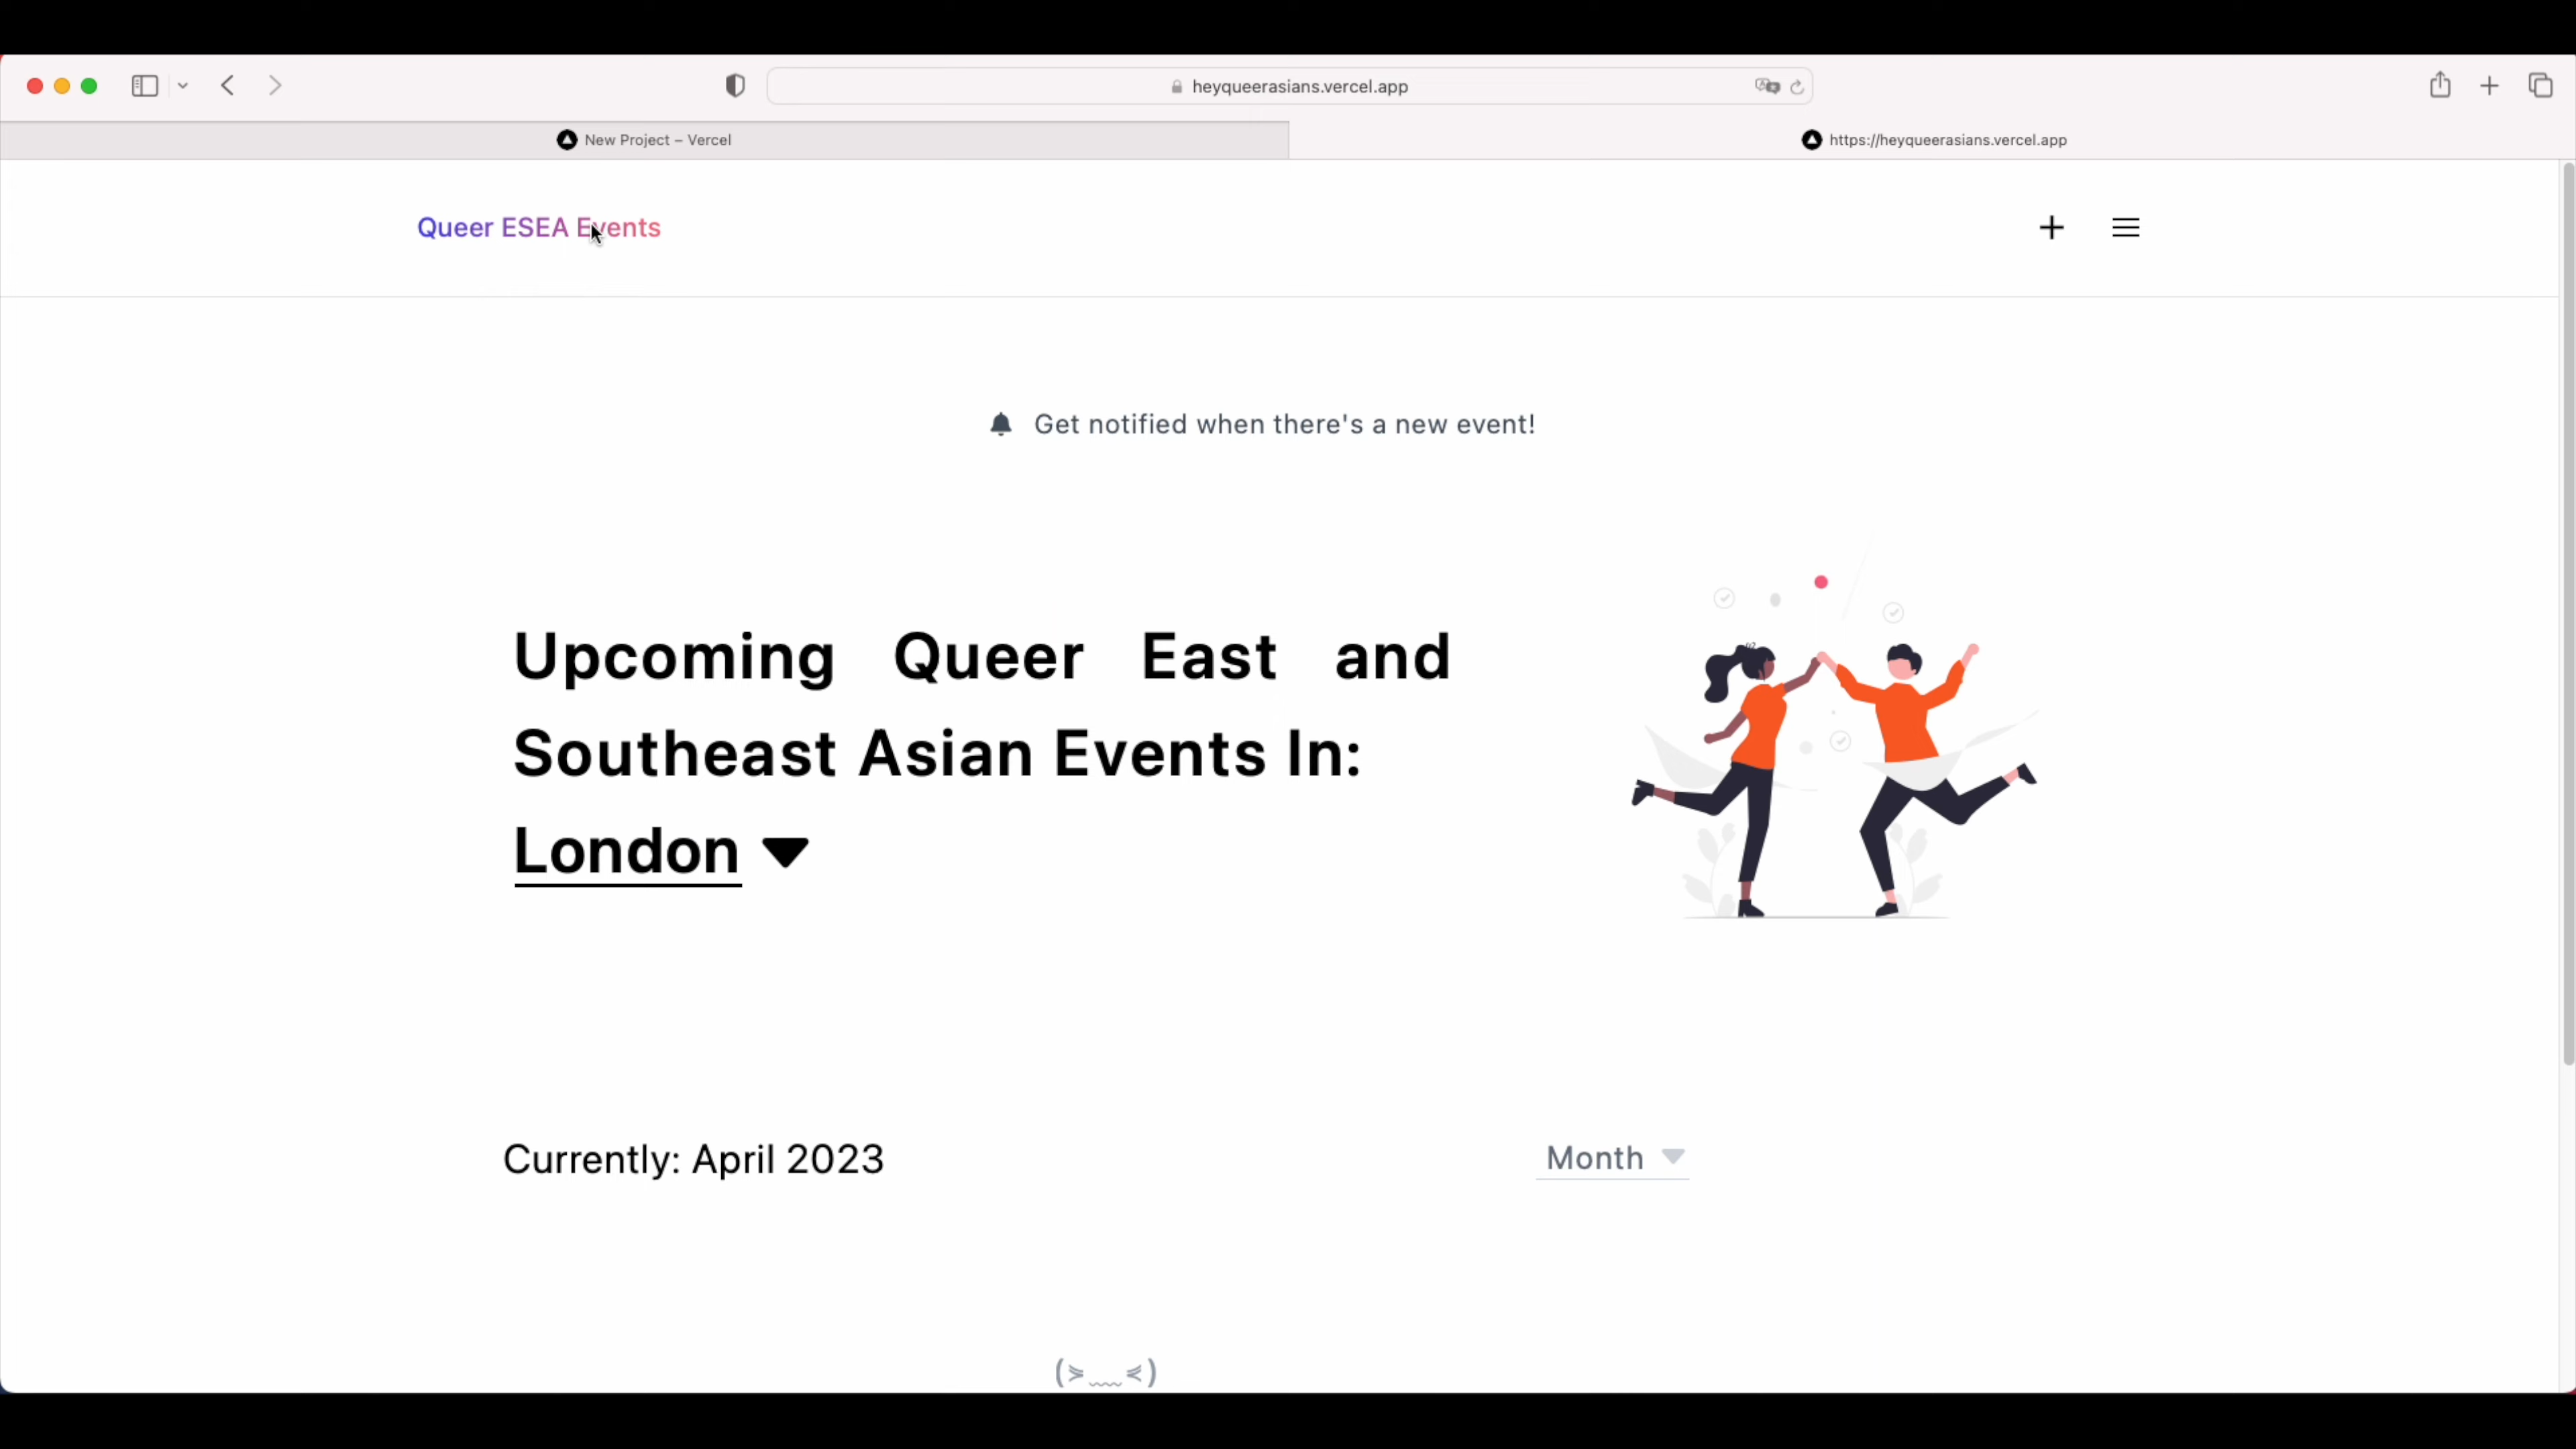 heyqueerasians.vercel.app
New Project – Vercel
https://heyqueerasians.vercel.app
Queer ESEA Events
Get notified when there's a new event!
Upcoming Queer East and
Southeast Asian Events In:
London
Currently: April 2023
Month
(⋟﹏⋞)